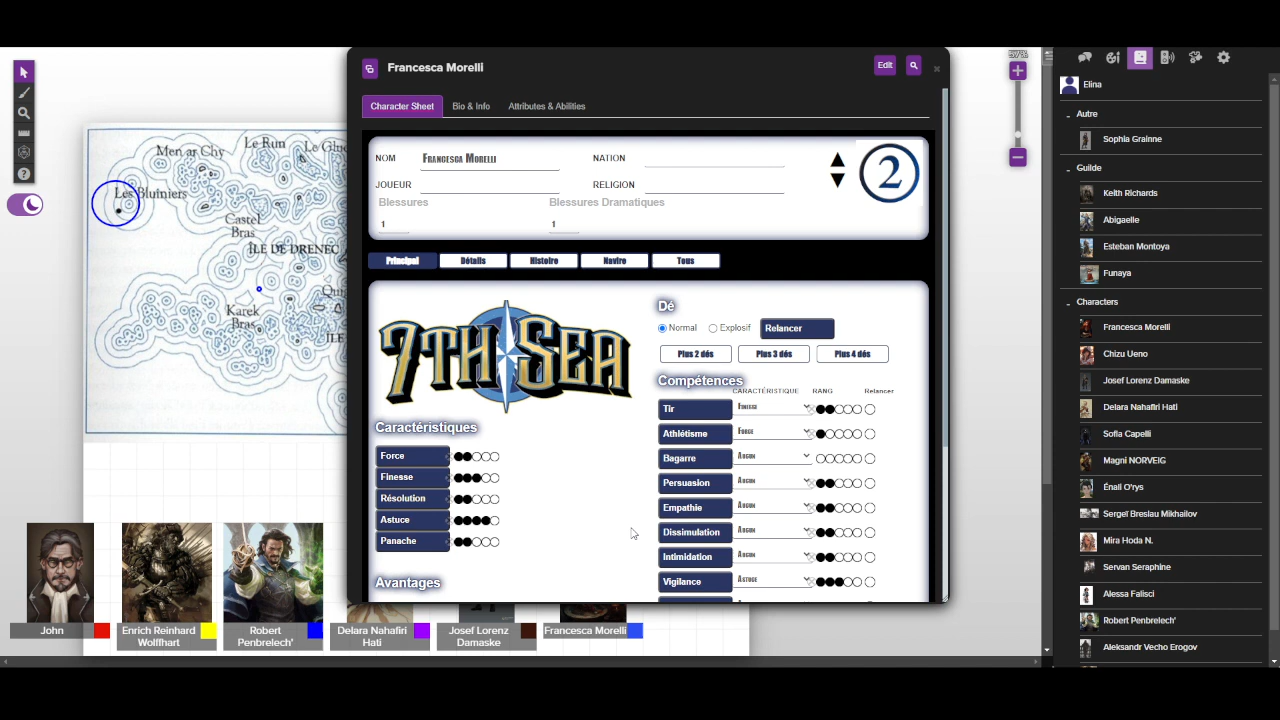 Francesca Morelli
Edit
Character Sheet
Bio & Info
Attributes & Abilities
NOM Francesca Morelli
NATION
JOUEUR
RELIGION
Blessures
Blessures Dramatiques
1
1
2
Principal
Détails
Histoire
Navire
Tous
7TH SEA
Caractéristiques
Force
Finesse
Résolution
Astuce
Panache
Avantages
Dé
Normal
Explosif
Relancer
Plus 2 dés
Plus 3 dés
Plus 4 dés
Compétences
CARACTÉRISTIQUE
RANG
Relancer
Tir Finesse
Athlétisme Force
Bagarre Aucun
Persuasion Aucun
Empathie Aucun
Dissimulation Aucun
Intimidation Aucun
Vigilance Astuce
Men ar Chy
Le Run
Castel
Bras
ÎLE DE DRENEC
Karek
Bras
John
Enrich Reinhard
Wolffhart
Robert
Penbrelech'
Delara Nahafiri
Hatı'
Josef Lorenz
Damaske
Francesca Morelli
Elina
Autre
Sophia Grainne
Guilde
Keith Richards
Abigaelle
Esteban Montoya
Funaya
Characters
Francesca Morelli
Chizu Ueno
Josef Lorenz Damaske
Delara Nahafiri Hatı
Sofia Capelli
Magni NORVEIG
Énail O'rys
Sergeï Breslau Mikhailov
Mira Hoda N.
Servan Seraphine
Alessa Falisci
Robert Penbrelech'
Aleksandr Vecho Erogov